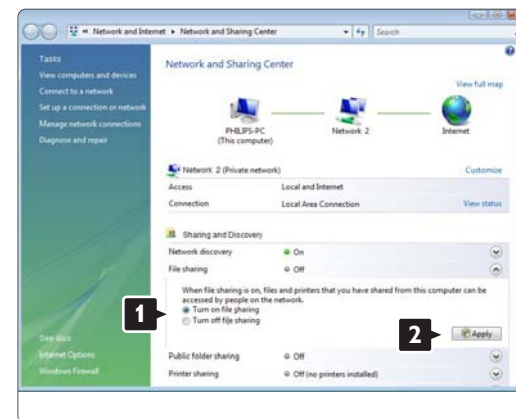 Network and Internet ▸ Network and Sharing Center
Search
Tasks
View computers and devices
Connect to a network
Set up a connection or network
Manage network connections
Diagnose and repair
See also
Internet Options
Windows Firewall
Network and Sharing Center
View full map
PHILIPS-PC
(This computer)
Network 2
Internet
Network 2 (Private network)
Customize
Access
Local and Internet
Connection
Local Area Connection
View status
Sharing and Discovery
Network discovery
On
File sharing
Off
When file sharing is on, files and printers that you have shared from this computer can be
accessed by people on the network.
1
Turn on file sharing
Turn off file sharing
2
Apply
Public folder sharing
Off
Printer sharing
Off (no printers installed)